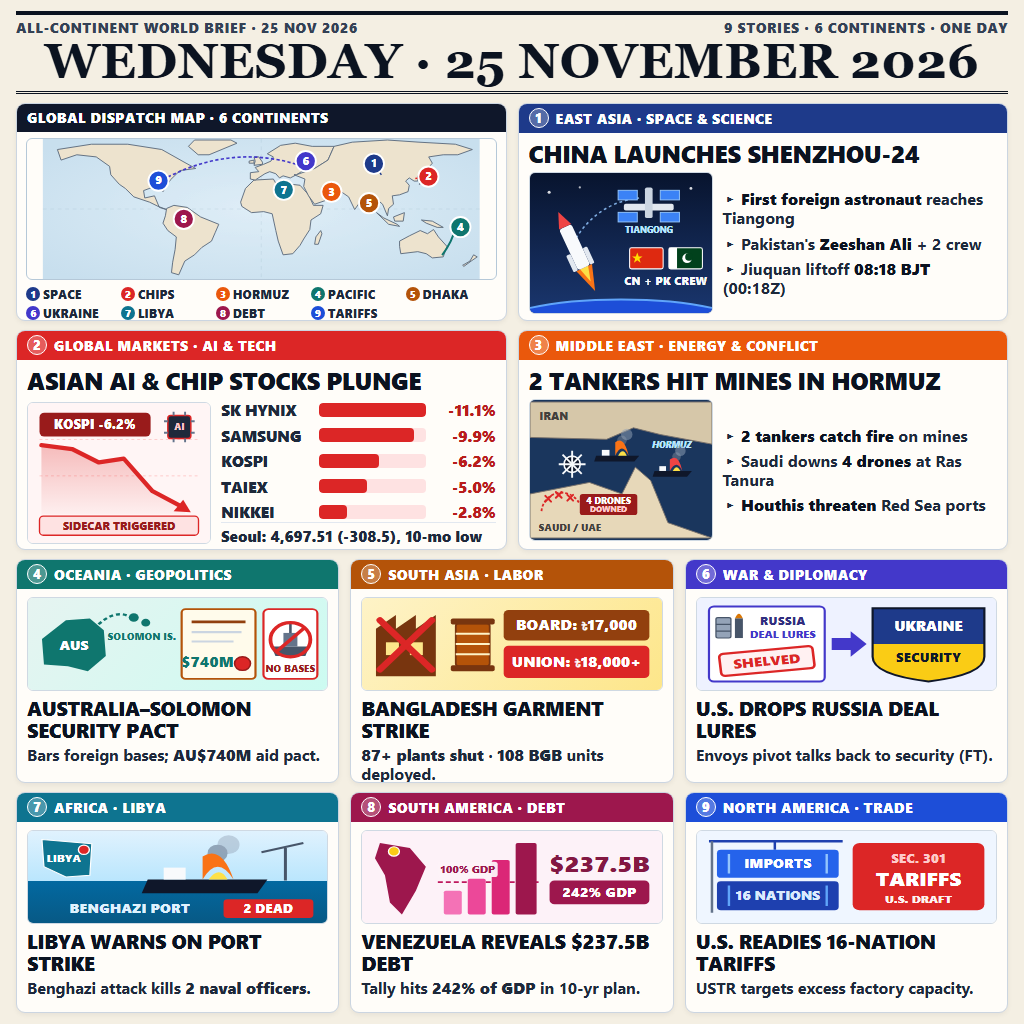 ALL-CONTINENT WORLD BRIEF · 25 NOV 2026
9 STORIES · 6 CONTINENTS · ONE DAY
WEDNESDAY · 25 NOVEMBER 2026
GLOBAL DISPATCH MAP · 6 CONTINENTS
1
2
3
4
5
6
7
8
9
1 SPACE
2 CHIPS
3 HORMUZ
4 PACIFIC
5 DHAKA
6 UKRAINE
7 LIBYA
8 DEBT
9 TARIFFS
1 EAST ASIA · SPACE & SCIENCE
CHINA LAUNCHES SHENZHOU-24
TIANGONG
CN + PK CREW
▸ First foreign astronaut reaches
Tiangong
▸ Pakistan's Zeeshan Ali + 2 crew
▸ Jiuquan liftoff 08:18 BJT
(00:18Z)
2 GLOBAL MARKETS · AI & TECH
ASIAN AI & CHIP STOCKS PLUNGE
KOSPI -6.2%
AI
SIDECAR TRIGGERED
SK HYNIX -11.1%
SAMSUNG -9.9%
KOSPI -6.2%
TAIEX -5.0%
NIKKEI -2.8%
Seoul: 4,697.51 (-308.5), 10-mo low
3 MIDDLE EAST · ENERGY & CONFLICT
2 TANKERS HIT MINES IN HORMUZ
IRAN
HORMUZ
4 DRONES
DOWNED
SAUDI / UAE
▸ 2 tankers catch fire on mines
▸ Saudi downs 4 drones at Ras
Tanura
▸ Houthis threaten Red Sea ports
4 OCEANIA · GEOPOLITICS
AUS
SOLOMON IS.
$740M
NO BASES
AUSTRALIA–SOLOMON
SECURITY PACT
Bars foreign bases; AU$740M aid pact.
5 SOUTH ASIA · LABOR
BOARD: ৳17,000
UNION: ৳18,000+
BANGLADESH GARMENT
STRIKE
87+ plants shut · 108 BGB units
deployed.
6 WAR & DIPLOMACY
RUSSIA
DEAL LURES
SHELVED
UKRAINE
SECURITY
U.S. DROPS RUSSIA DEAL
LURES
Envoys pivot talks back to security (FT).
7 AFRICA · LIBYA
LIBYA
BENGHAZI PORT
2 DEAD
LIBYA WARNS ON PORT
STRIKE
Benghazi attack kills 2 naval officers.
8 SOUTH AMERICA · DEBT
100% GDP
$237.5B
242% GDP
VENEZUELA REVEALS $237.5B
DEBT
Tally hits 242% of GDP in 10-yr plan.
9 NORTH AMERICA · TRADE
IMPORTS
16 NATIONS
SEC. 301
TARIFFS
U.S. DRAFT
U.S. READIES 16-NATION
TARIFFS
USTR targets excess factory capacity.